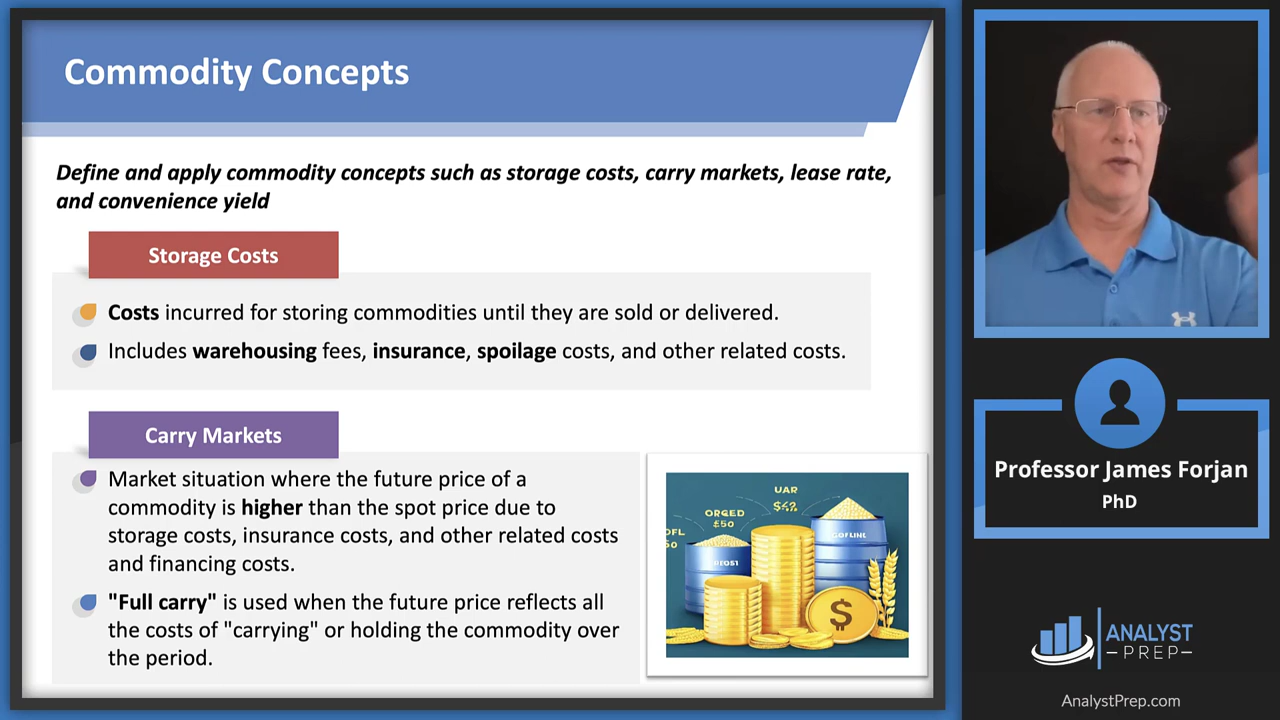 Commodity Concepts
Define and apply commodity concepts such as storage costs, carry markets, lease rate,
and convenience yield
Storage Costs
Costs incurred for storing commodities until they are sold or delivered.
Includes warehousing fees, insurance, spoilage costs, and other related costs.
Carry Markets
Market situation where the future price of a
commodity is higher than the spot price due to
storage costs, insurance costs, and other related costs
and financing costs.
"Full carry" is used when the future price reflects all
the costs of "carrying" or holding the commodity over
the period.
UAR
ORGED
£50
$
Professor James Forjan
PhD
ANALYST
PREP
AnalystPrep.com